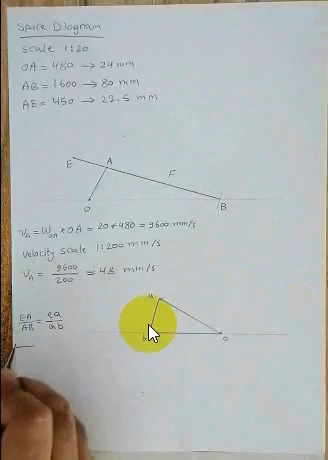 Space Diagram
scale 1:20
OA = 480 → 24 mm
AB = 1600 → 80 mm
AE = 450 → 22.5 mm
E A F
O B
VA = WOA * OA = 20 * 480 = 9600 mm/s
Velocity scale 1:200 mm/s
VA = 9600/200 = 48 mm/s
a
EA/AB = ea/ab
b o